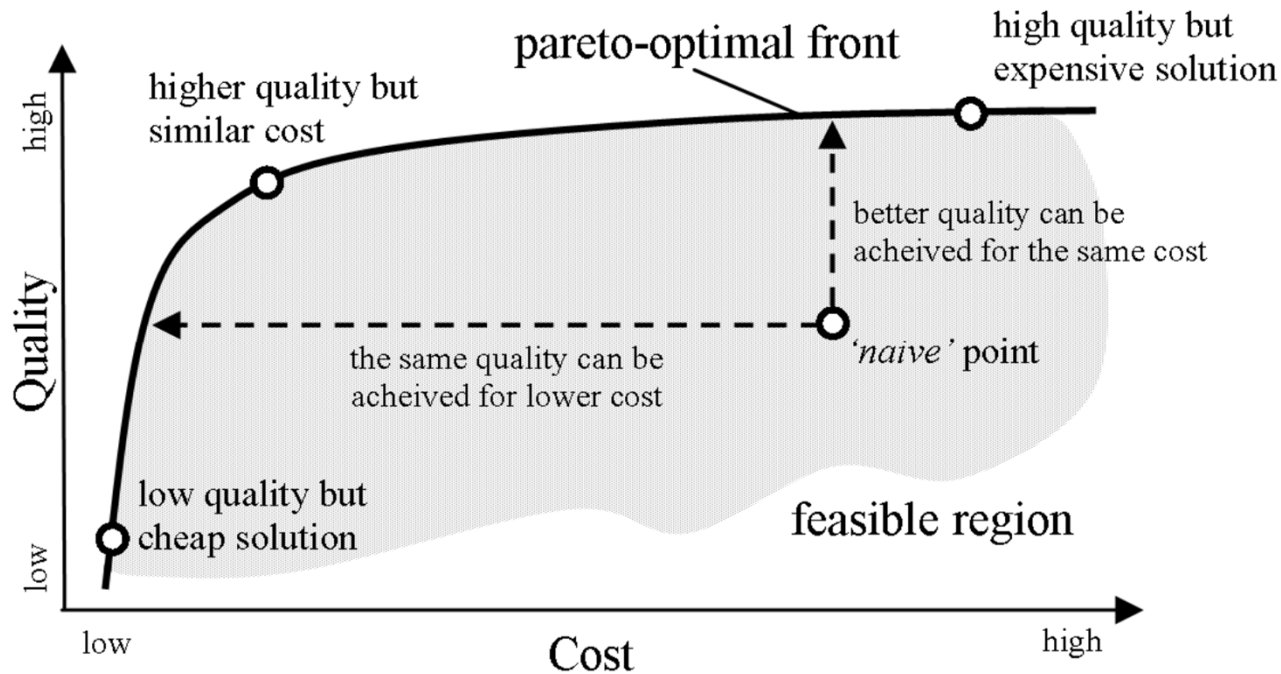 pareto-optimal front
high quality but
expensive solution
higher quality but
similar cost
high
Quality
low
better quality can be
acheived for the same cost
'naive' point
the same quality can be
acheived for lower cost
low quality but
cheap solution
feasible region
low
Cost
high